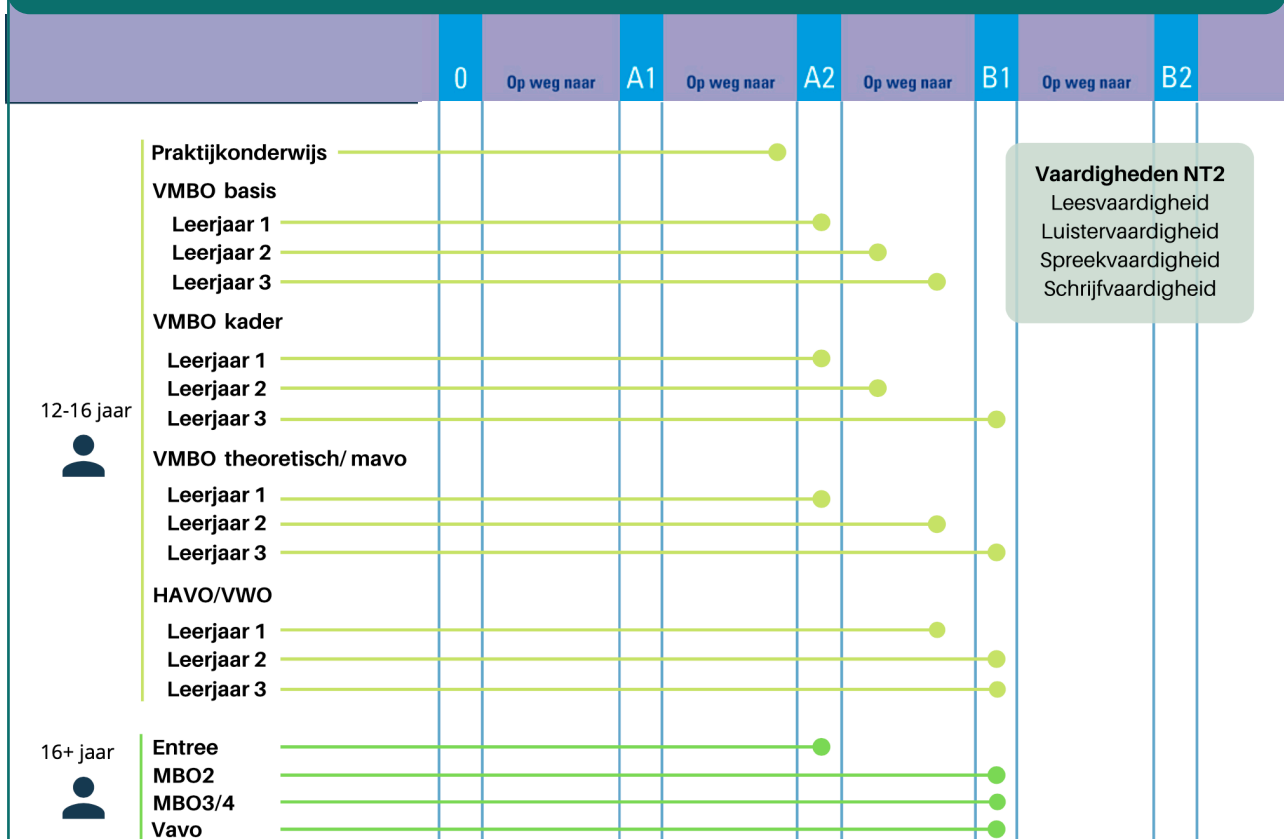 0 Op weg naar A1 Op weg naar A2 Op weg naar B1 Op weg naar B2
Praktijkonderwijs
VMBO basis
Leerjaar 1
Leerjaar 2
Leerjaar 3
VMBO kader
Leerjaar 1
Leerjaar 2
Leerjaar 3
VMBO theoretisch/ mavo
Leerjaar 1
Leerjaar 2
Leerjaar 3
HAVO/VWO
Leerjaar 1
Leerjaar 2
Leerjaar 3
12-16 jaar
Vaardigheden NT2
Leesvaardigheid
Luistervaardigheid
Spreekvaardigheid
Schrijfvaardigheid
16+ jaar
Entree
MBO2
MBO3/4
Vavo